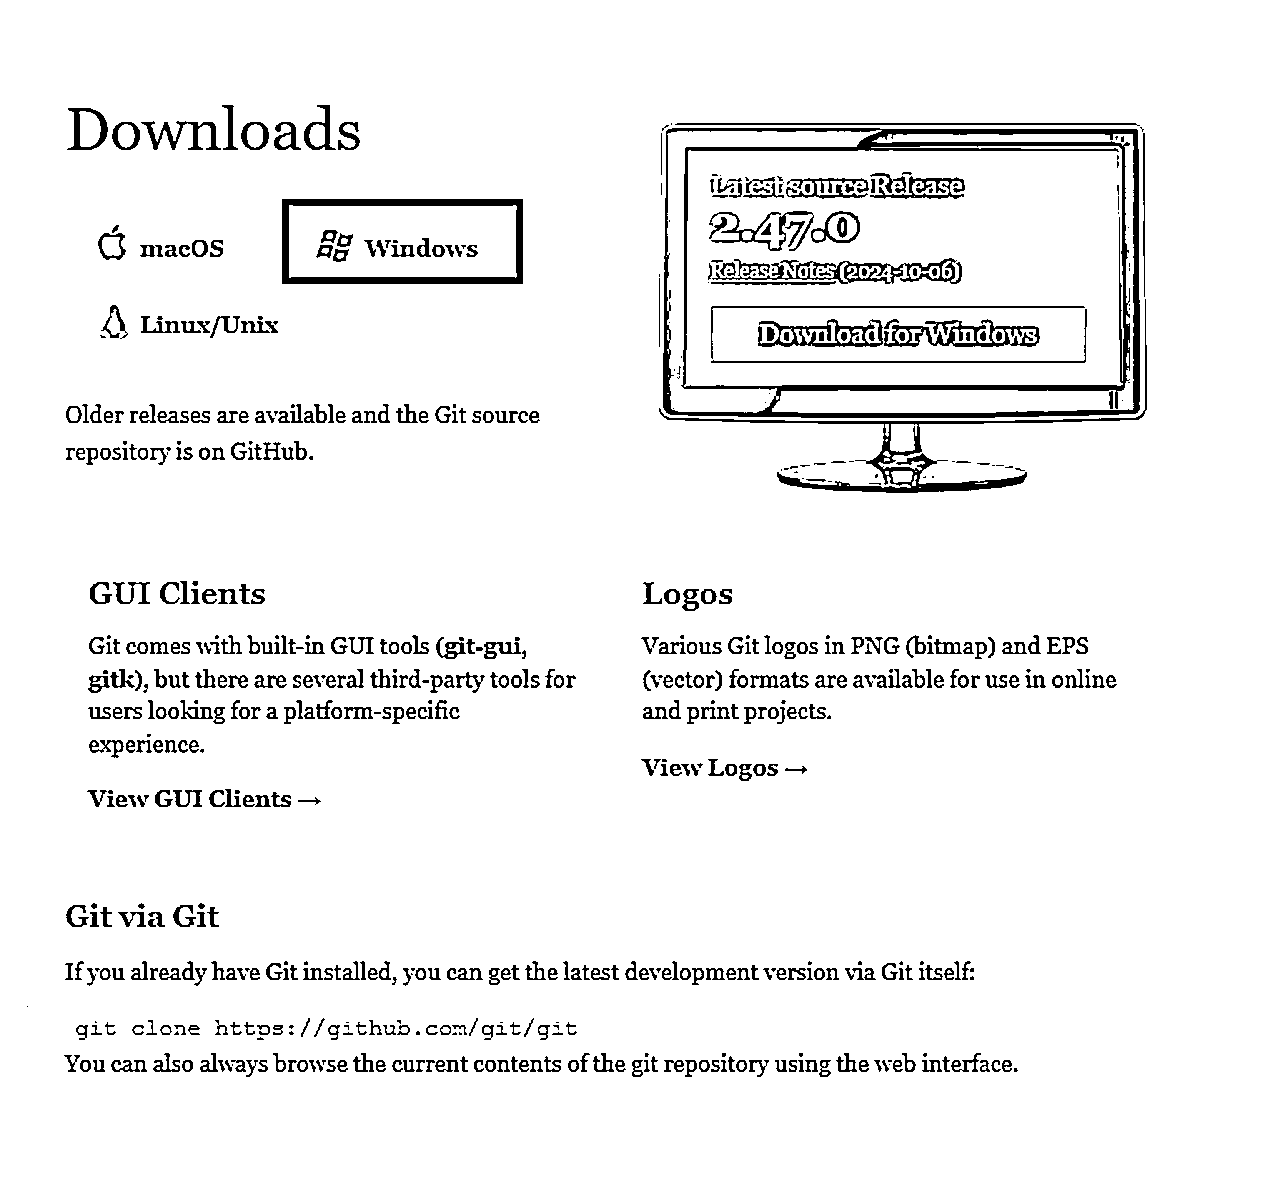 Downloads
macOS
Windows
Linux/Unix
Older releases are available and the Git source
repository is on GitHub.
Latest source Release
2.47.0
Release Notes (2024-10-06)
Download for Windows
GUI Clients
Git comes with built-in GUI tools (git-gui,
gitk), but there are several third-party tools for
users looking for a platform-specific
experience.
View GUI Clients →
Logos
Various Git logos in PNG (bitmap) and EPS
(vector) formats are available for use in online
and print projects.
View Logos →
Git via Git
If you already have Git installed, you can get the latest development version via Git itself:
git clone https://github.com/git/git
You can also always browse the current contents of the git repository using the web interface.